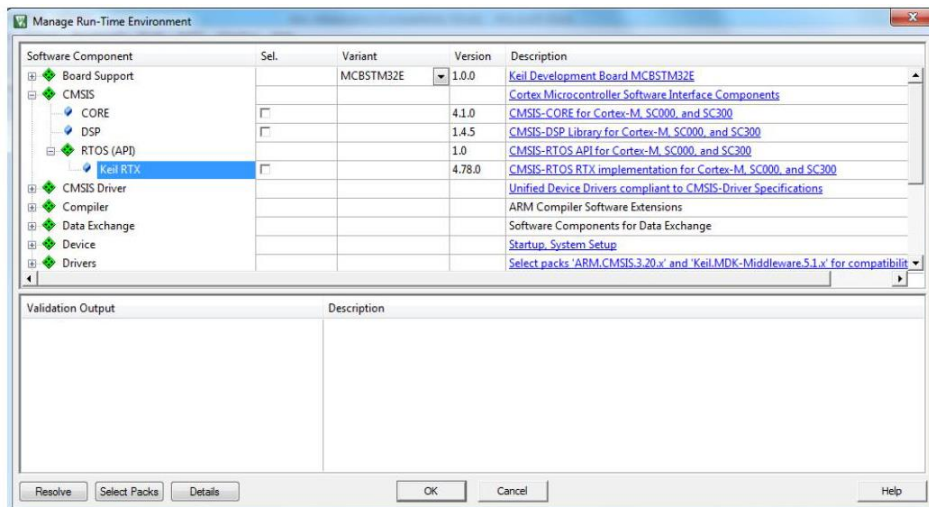 Manage Run-Time Environment
Software Component Sel. Variant Version Description
Board Support MCBSTM32E 1.0.0 Keil Development Board MCBSTM32E
CMSIS Cortex Microcontroller Software Interface Components
CORE 4.1.0 CMSIS-CORE for Cortex-M, SC000, and SC300
DSP 1.4.5 CMSIS-DSP Library for Cortex-M, SC000, and SC300
RTOS (API) 1.0 CMSIS-RTOS API for Cortex-M, SC000, and SC300
Keil RTX 4.78.0 CMSIS-RTOS RTX implementation for Cortex-M, SC000, and SC300
CMSIS Driver Unified Device Drivers compliant to CMSIS-Driver Specifications
Compiler ARM Compiler Software Extensions
Data Exchange Software Components for Data Exchange
Device Startup, System Setup
Drivers Select packs 'ARM.CMSIS.3.20.x' and 'Keil.MDK-Middleware.5.1.x' for compatibilit
Validation Output Description
Resolve Select Packs Details OK Cancel Help